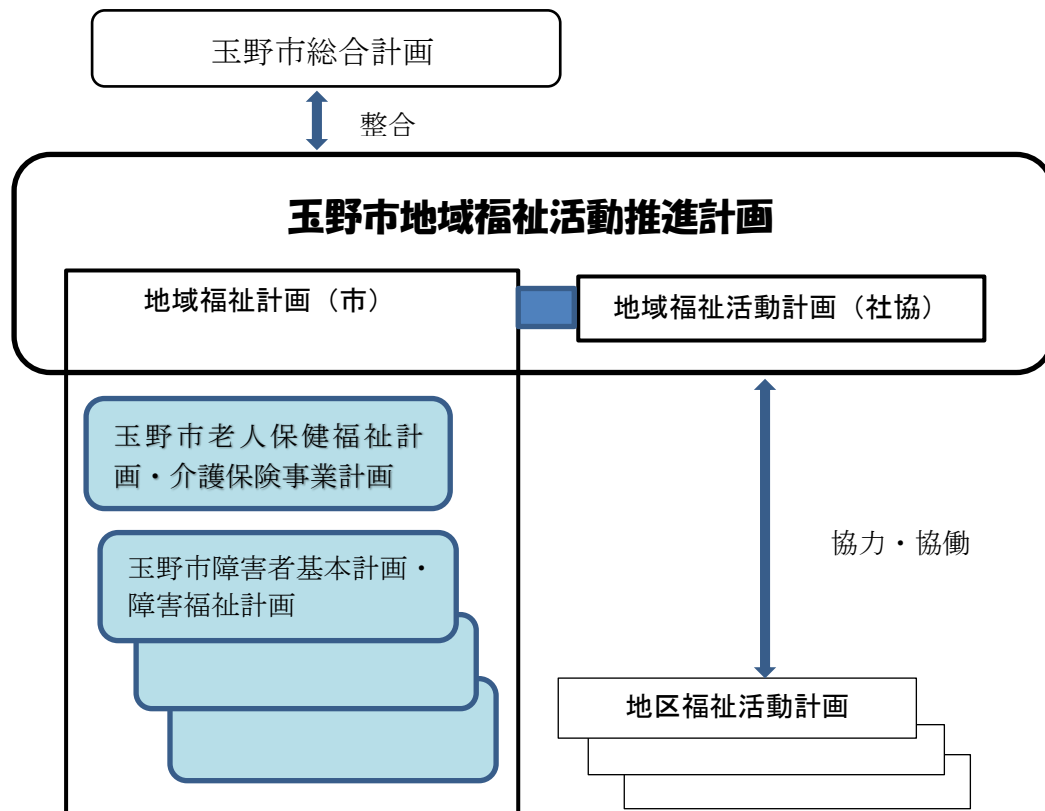 玉野市総合計画
整合
玉野市地域福祉活動推進計画
地域福祉計画（市）
地域福祉活動計画（社協）
玉野市老人保健福祉計
画・介護保険事業計画
玉野市障害者基本計画・
障害福祉計画
協力・協働
地区福祉活動計画